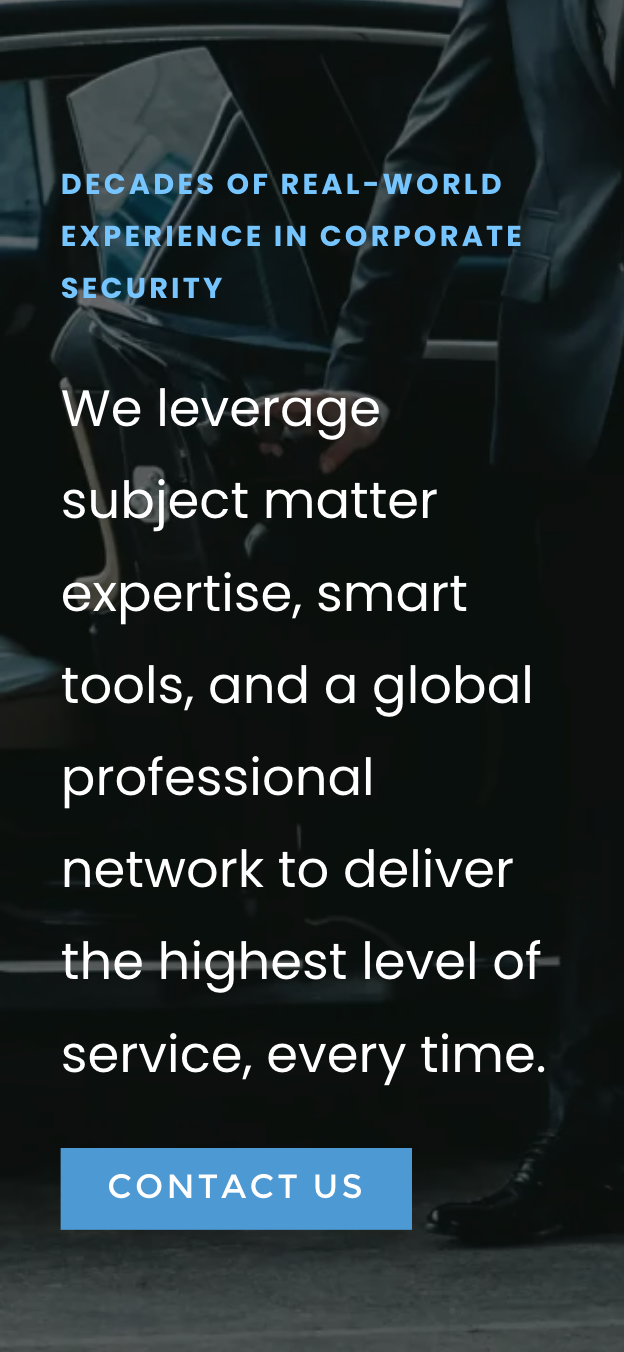 DECADES OF REAL-WORLD
EXPERIENCE IN CORPORATE
SECURITY
We leverage
subject matter
expertise, smart
tools, and a global
professional
network to deliver
the highest level of
service, every time.
CONTACT US